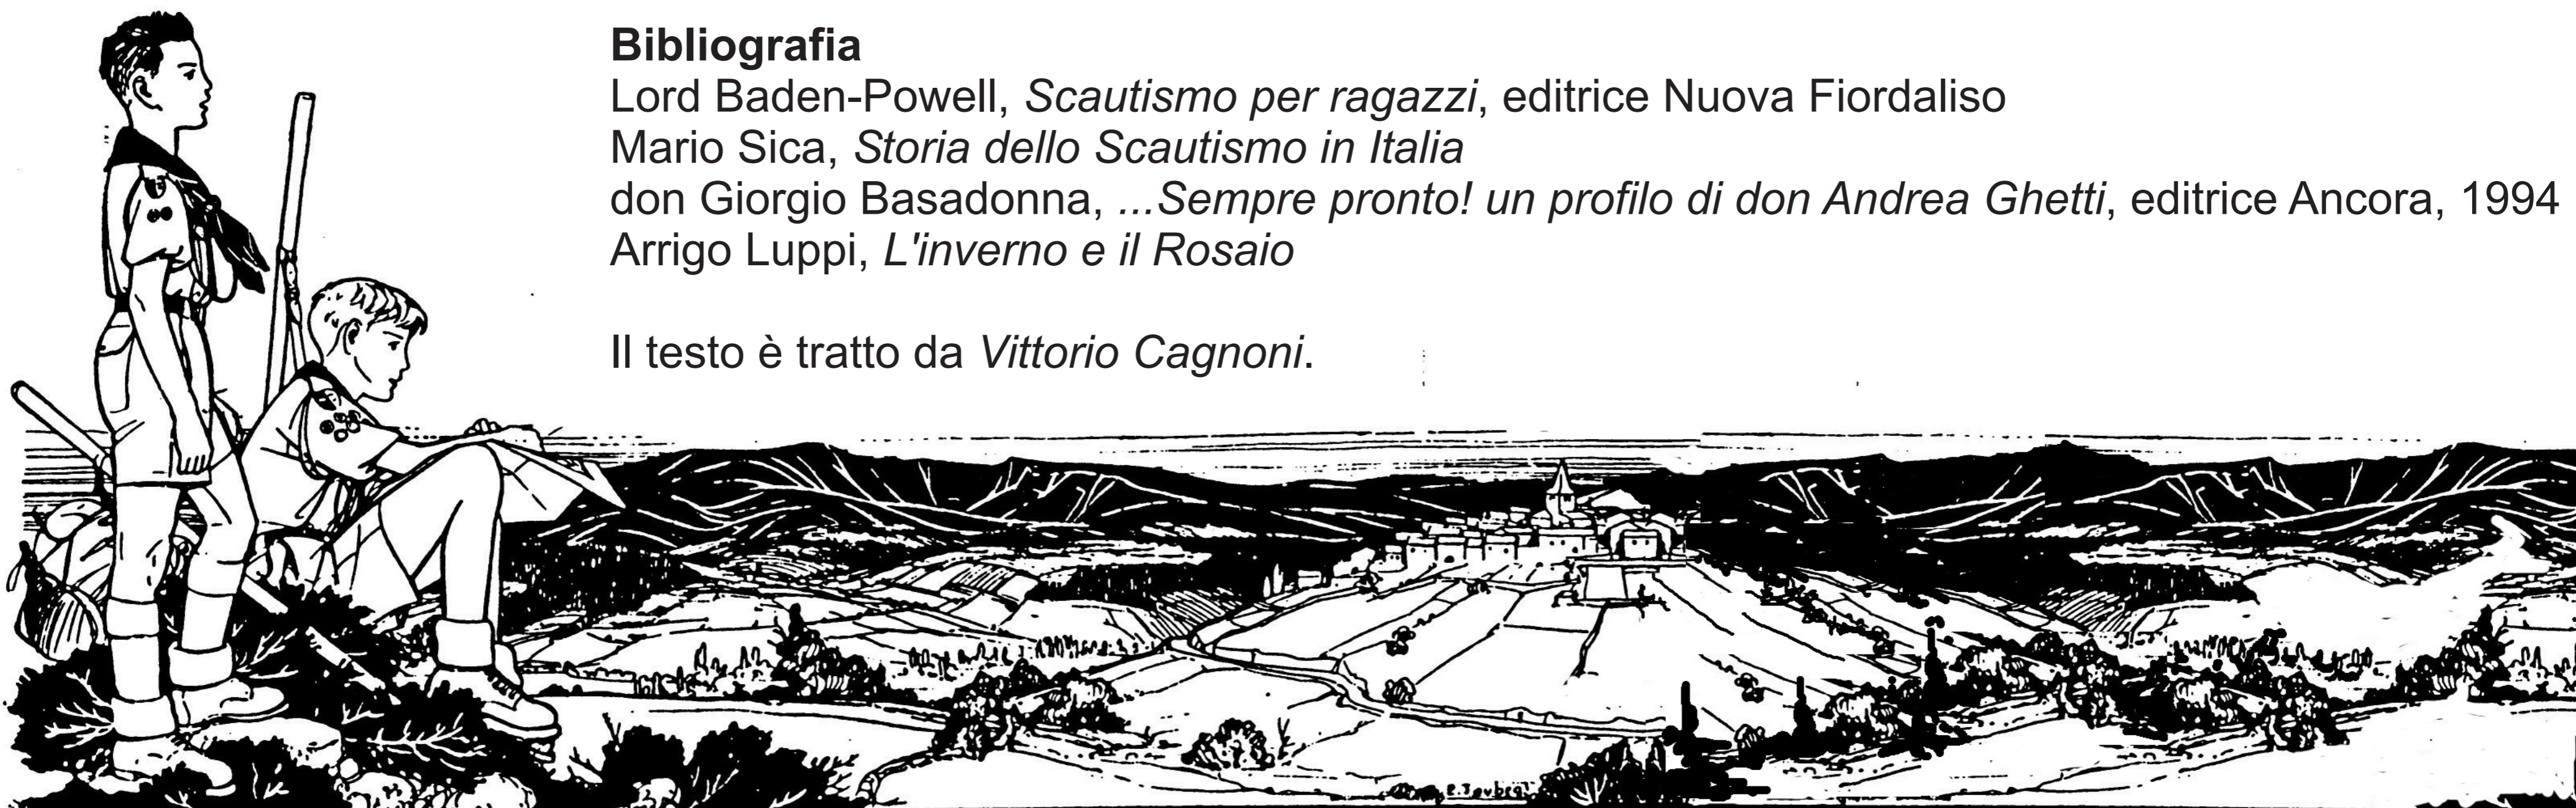 Bibliografia
Lord Baden-Powell, Scautismo per ragazzi, editrice Nuova Fiordaliso
Mario Sica, Storia dello Scautismo in Italia
don Giorgio Basadonna, ...Sempre pronto! un profilo di don Andrea Ghetti, editrice Ancora, 1994
Arrigo Luppi, L'inverno e il Rosaio
Il testo è tratto da Vittorio Cagnoni.